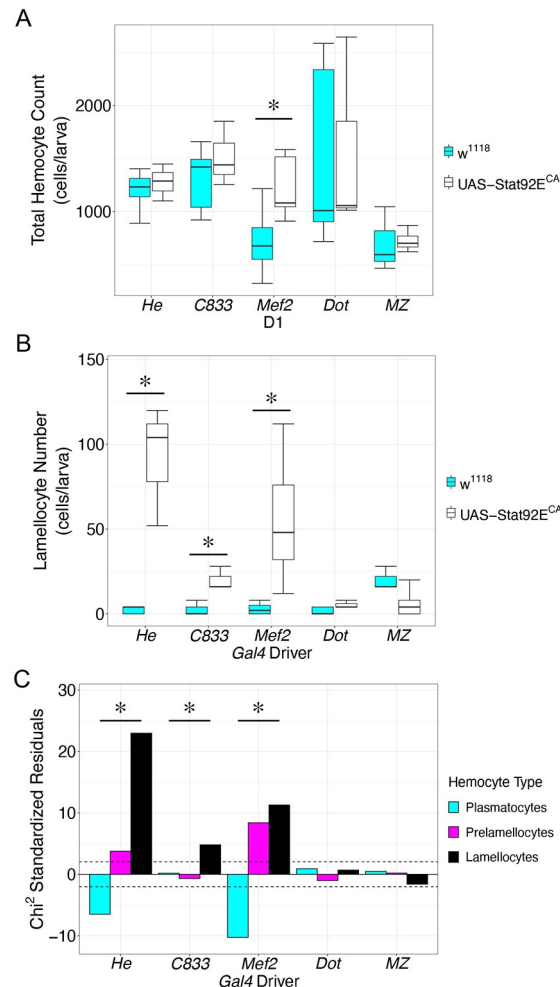 A
Total Hemocyte Count
(cells/larva)
2000
1000
*
He C833 Mef2 Dot MZ
D1
w¹¹¹⁸
UAS−Stat92Eᶜᴬ
B
Lamellocyte Number
(cells/larva)
150
100
50
0
* * *
He C833 Mef2 Dot MZ
Gal4 Driver
w¹¹¹⁸
UAS−Stat92Eᶜᴬ
C
Chi² Standardized Residuals
30
20
10
0
−10
* * *
He C833 Mef2 Dot MZ
Gal4 Driver
Hemocyte Type
Plasmatocytes
Prelamellocytes
Lamellocytes